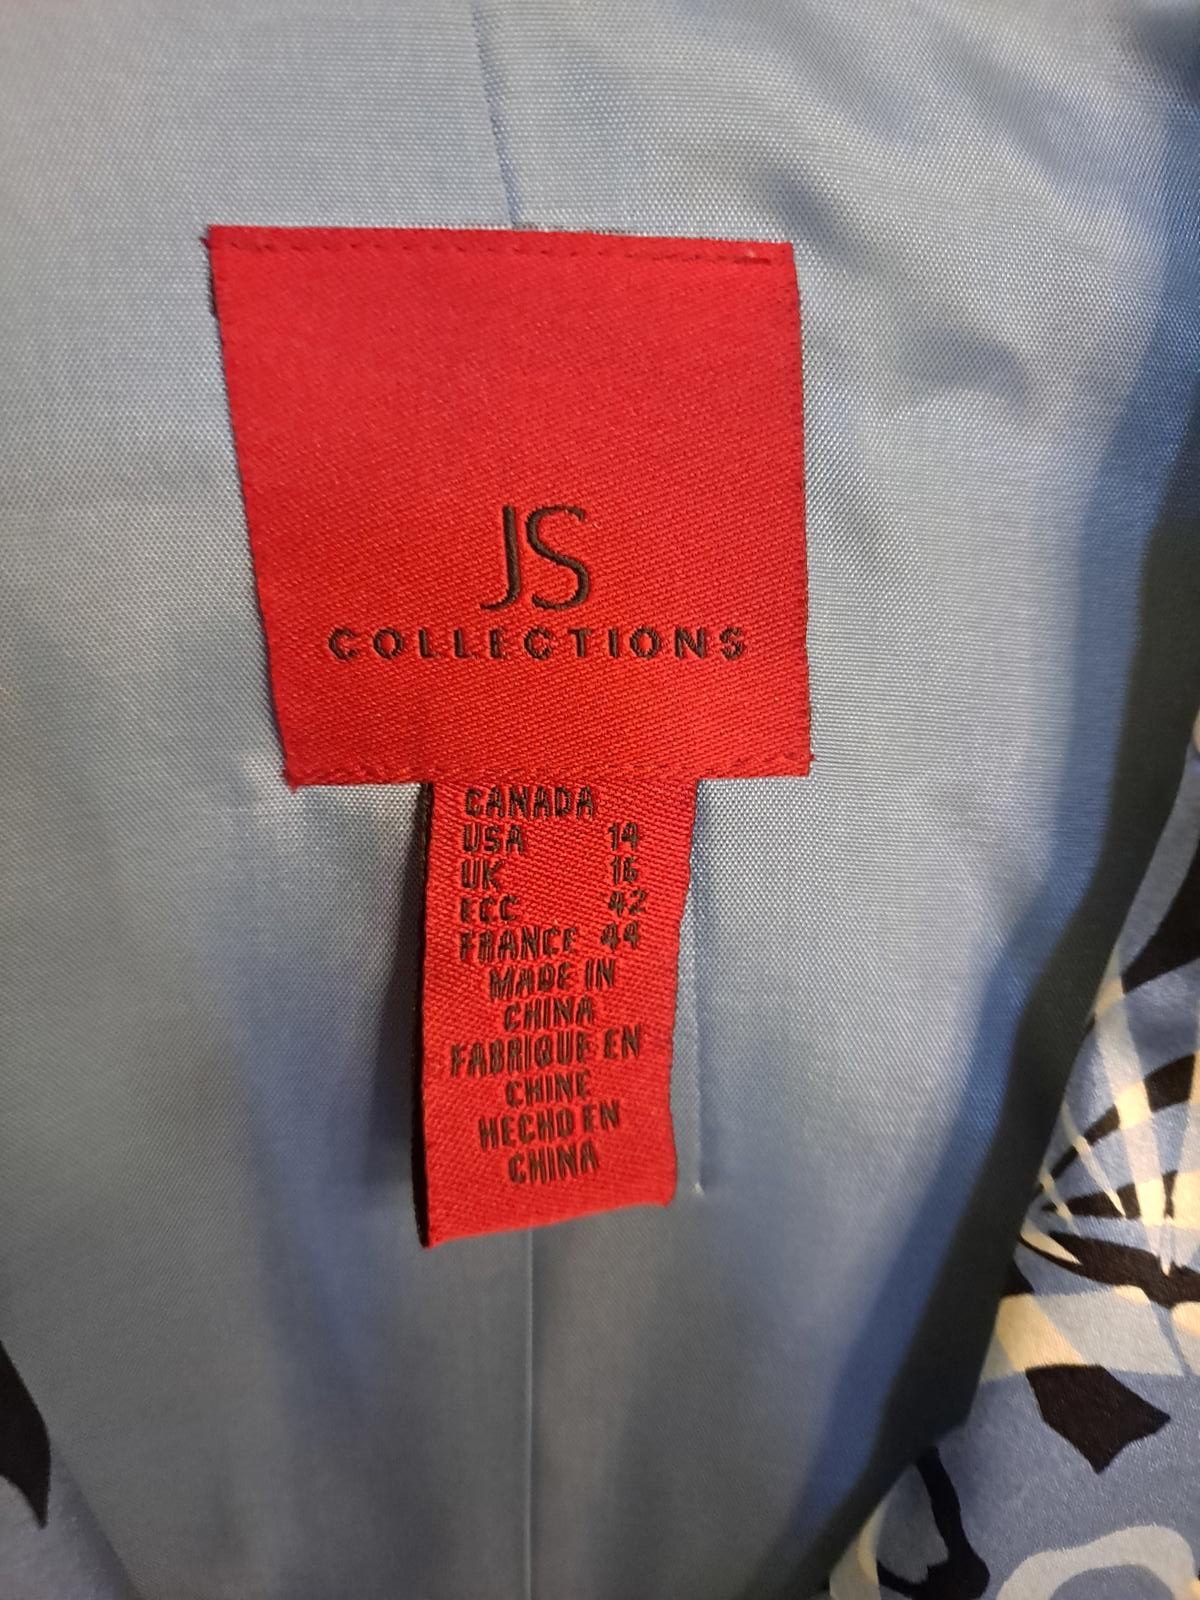 JS
COLLECTIONS
CANADA
USA 14
UK 16
ECC 42
FRANCE 44
MADE IN
CHINA
FABRIQUE EN
CHINE
HECHO EN
CHINA